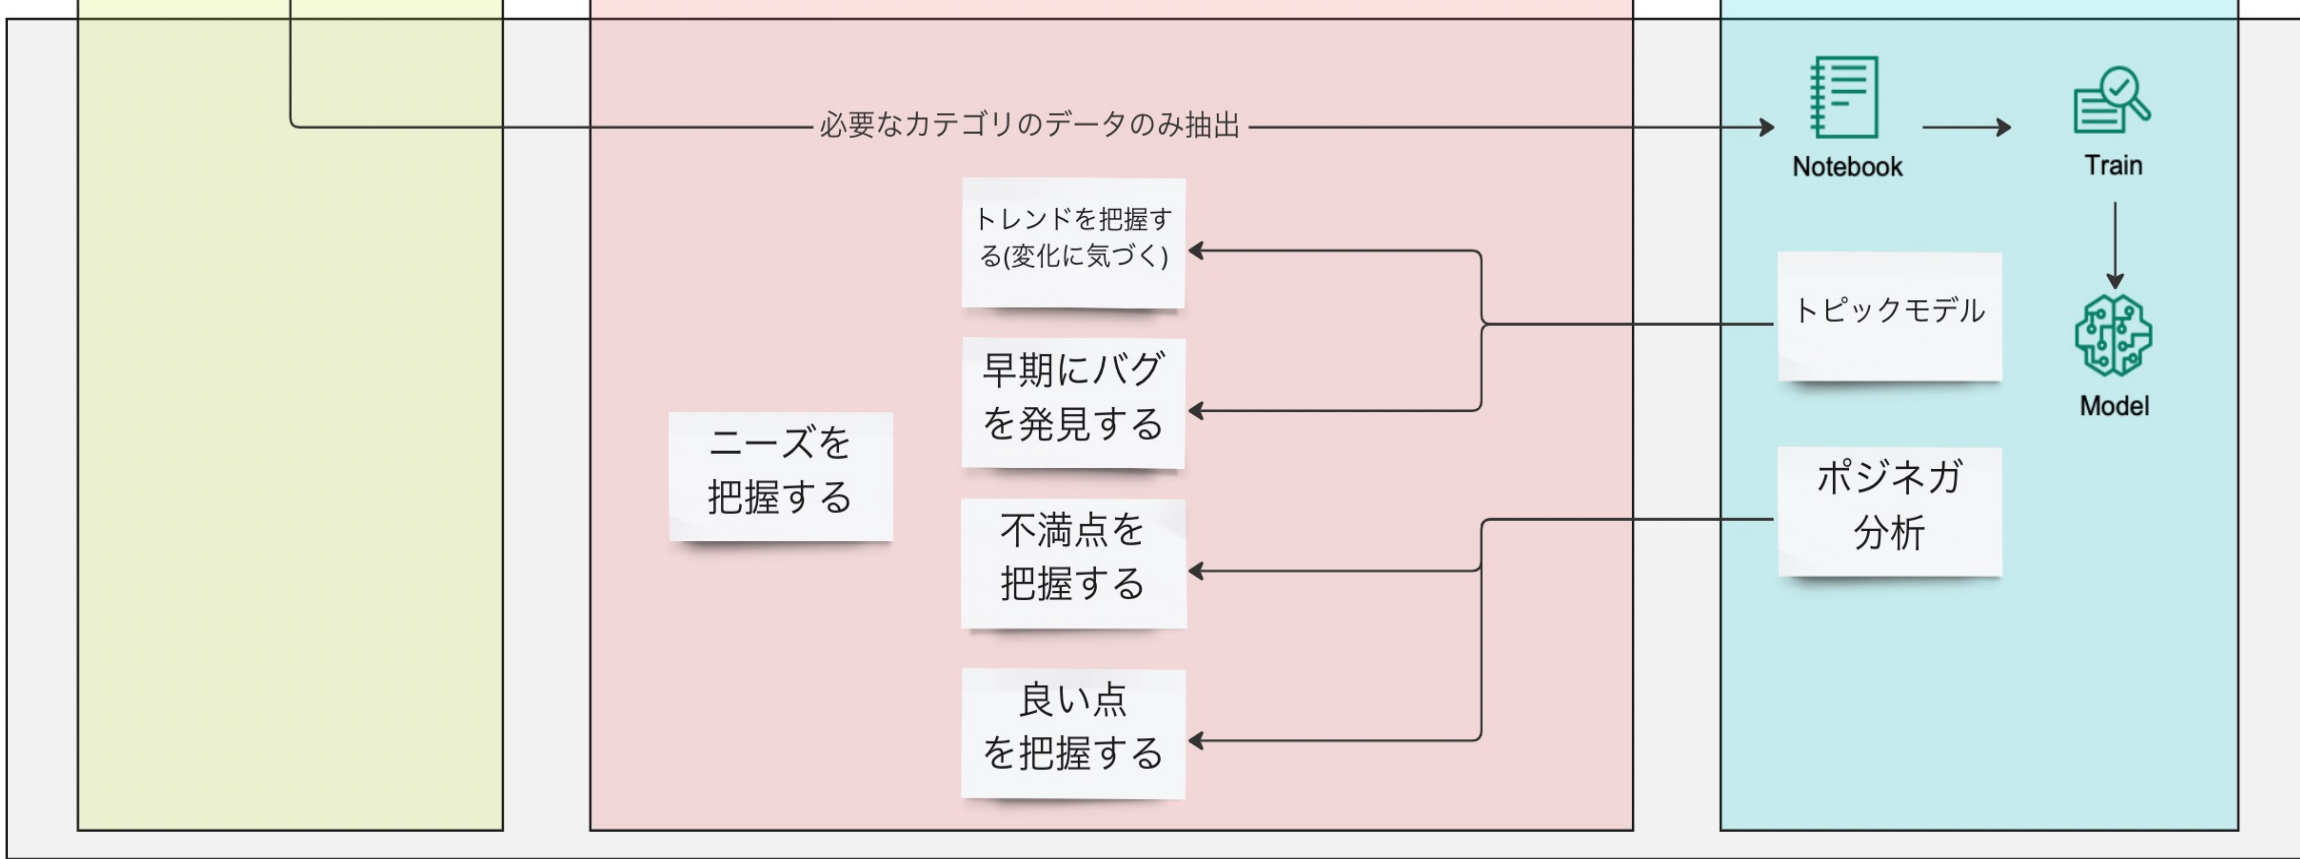 必要なカテゴリのデータのみ抽出
Notebook
Train
トレンドを把握す
る(変化に気づく)
トピックモデル
早期にバグ
を発見する
Model
ニーズを
把握する
ポジネガ
分析
不満点を
把握する
良い点
を把握する